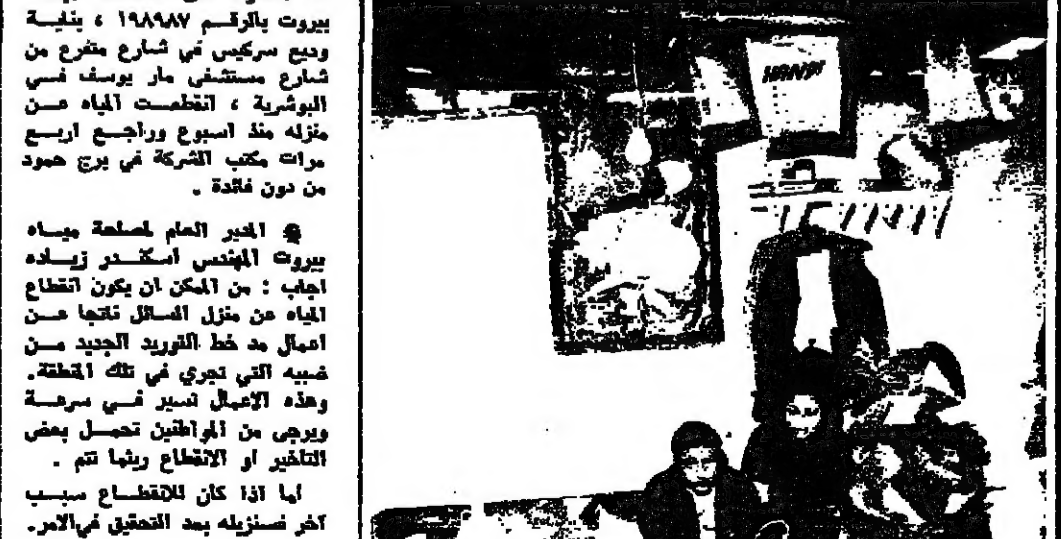 بيروت بالرقم ١٩٨٩٨٧ ، بناية
وديع سركيس في شارع متفرع من
شارع مستشفى مار يوسف في
البوشرية ، انقطعت المياه عن
منزله منذ اسبوع وراجع اربع
مرات مكتب الشركة في برج حمود
من دون فائدة .
المدير العام لمصلحة مياه
بيروت المهندس اسكندر زياده
اجاب : من الممكن ان يكون انقطاع
المياه عن منزل السائل ناتجا عن
اعمال مد خط التوريد الجديد من
ضبيه التي تجري في تلك المنطقة.
وهذه الاعمال تسير في سرعة
ويرجى من المواطنين تحمل بعض
التاخير او الانقطاع ريثما تتم .
اما اذا كان للانقطاع سبب
آخر فسنزيله بعد التحقيق في الامر.